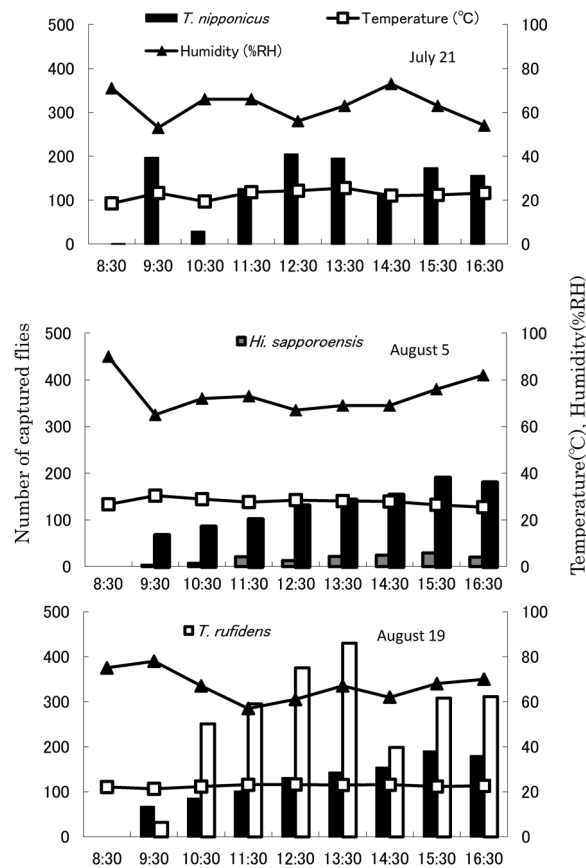 T. nipponicus
Temperature (℃)
Humidity (%RH)
July 21
500 400 300 200 100 0
100 80 60 40 20 0
8:30 9:30 10:30 11:30 12:30 13:30 14:30 15:30 16:30
Hi. sapporoensis
August 5
500 400 300 200 100 0
100 80 60 40 20 0
8:30 9:30 10:30 11:30 12:30 13:30 14:30 15:30 16:30
T. rufidens
August 19
500 400 300 200 100 0
100 80 60 40 20 0
8:30 9:30 10:30 11:30 12:30 13:30 14:30 15:30 16:30
Number of captured flies
Temperature(℃), Humidity(%RH)